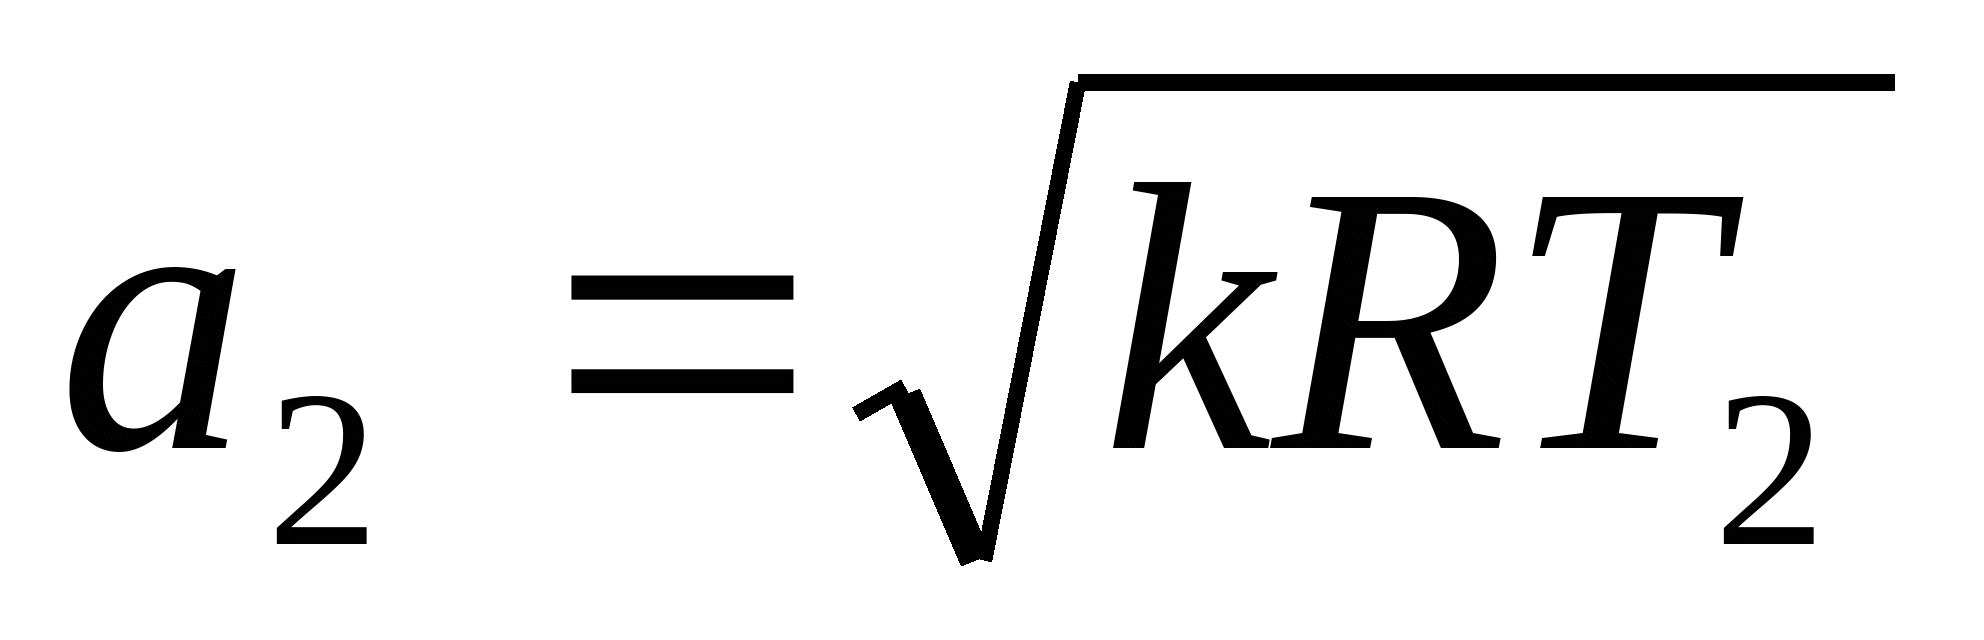 a₂ = √kRT₂